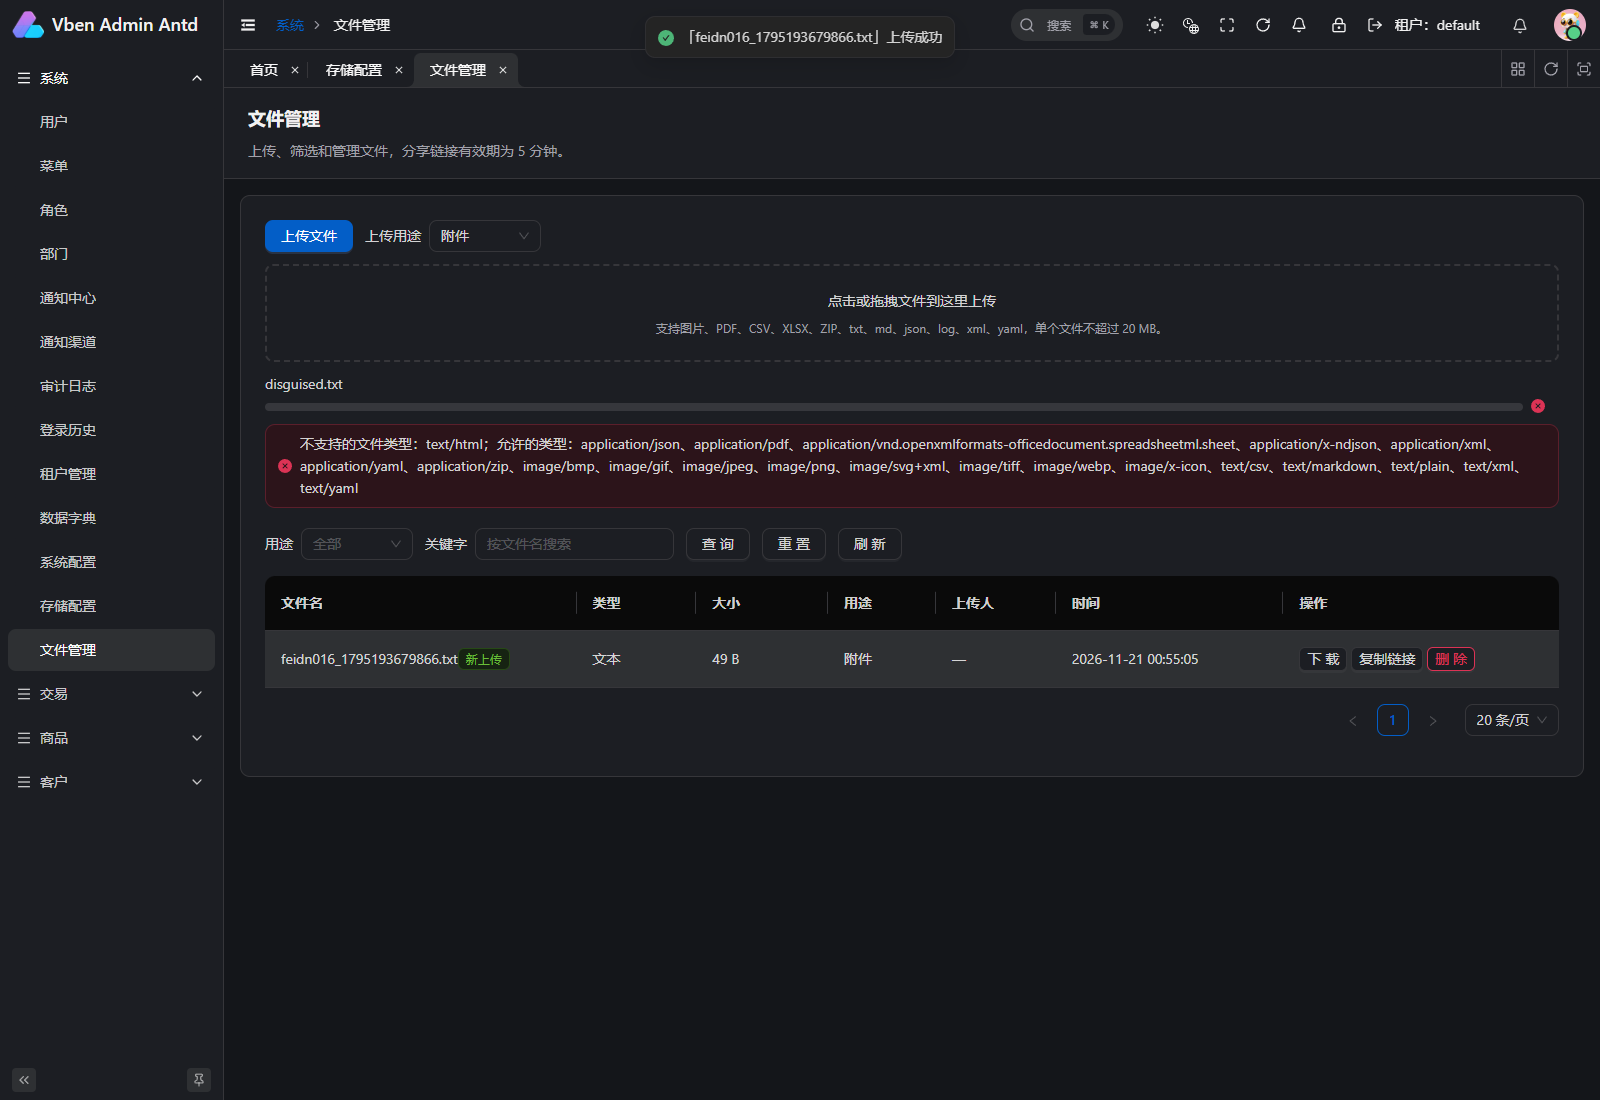 Vben Admin Antd
系统
文件管理
「feidn016_1795193679866.txt」上传成功
搜索
⌘ K
租户：default
首页
存储配置
文件管理
系统
用户
菜单
角色
部门
通知中心
通知渠道
审计日志
登录历史
租户管理
数据字典
系统配置
存储配置
文件管理
交易
商品
客户
文件管理
上传、筛选和管理文件，分享链接有效期为 5 分钟。
上传文件
上传用途
附件
点击或拖拽文件到这里上传
支持图片、PDF、CSV、XLSX、ZIP、txt、md、json、log、xml、yaml，单个文件不超过 20 MB。
disguised.txt
不支持的文件类型：text/html；允许的类型：application/json、application/pdf、application/vnd.openxmlformats-officedocument.spreadsheetml.sheet、application/x-ndjson、application/xml、
application/yaml、application/zip、image/bmp、image/gif、image/jpeg、image/png、image/svg+xml、image/tiff、image/webp、image/x-icon、text/csv、text/markdown、text/plain、text/xml、
text/yaml
用途
全部
关键字
按文件名搜索
查 询
重 置
刷 新
文件名
类型
大小
用途
上传人
时间
操作
feidn016_1795193679866.txt
新上传
文本
49 B
附件
—
2026-11-21 00:55:05
下 载
复制链接
删 除
1
20 条/页